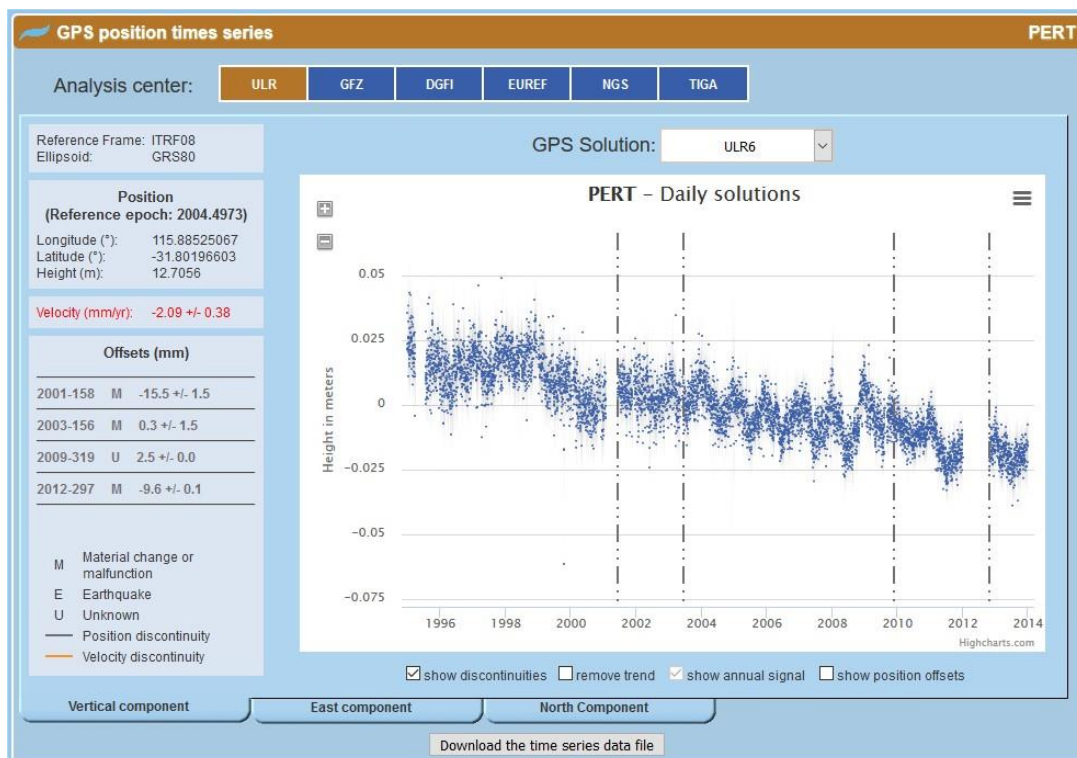 GPS position times series
PERT
Analysis center:
ULR
GFZ
DGFI
EUREF
NGS
TIGA
Reference Frame: ITRF08
Ellipsoid: GRS80
Position
(Reference epoch: 2004.4973)
Longitude (°): 115.88525067
Latitude (°): -31.80196603
Height (m): 12.7056
Velocity (mm/yr): -2.09 +/- 0.38
Offsets (mm)
2001-158 M -15.5 +/- 1.5
2003-156 M 0.3 +/- 1.5
2009-319 U 2.5 +/- 0.0
2012-297 M -9.6 +/- 0.1
M Material change or
malfunction
E Earthquake
U Unknown
Position discontinuity
Velocity discontinuity
GPS Solution: ULR6
PERT - Daily solutions
Height in meters
0.05
0.025
0
-0.025
-0.05
-0.075
1996 1998 2000 2002 2004 2006 2008 2010 2012 2014
Highcharts.com
show discontinuities remove trend show annual signal show position offsets
Vertical component East component North Component
Download the time series data file